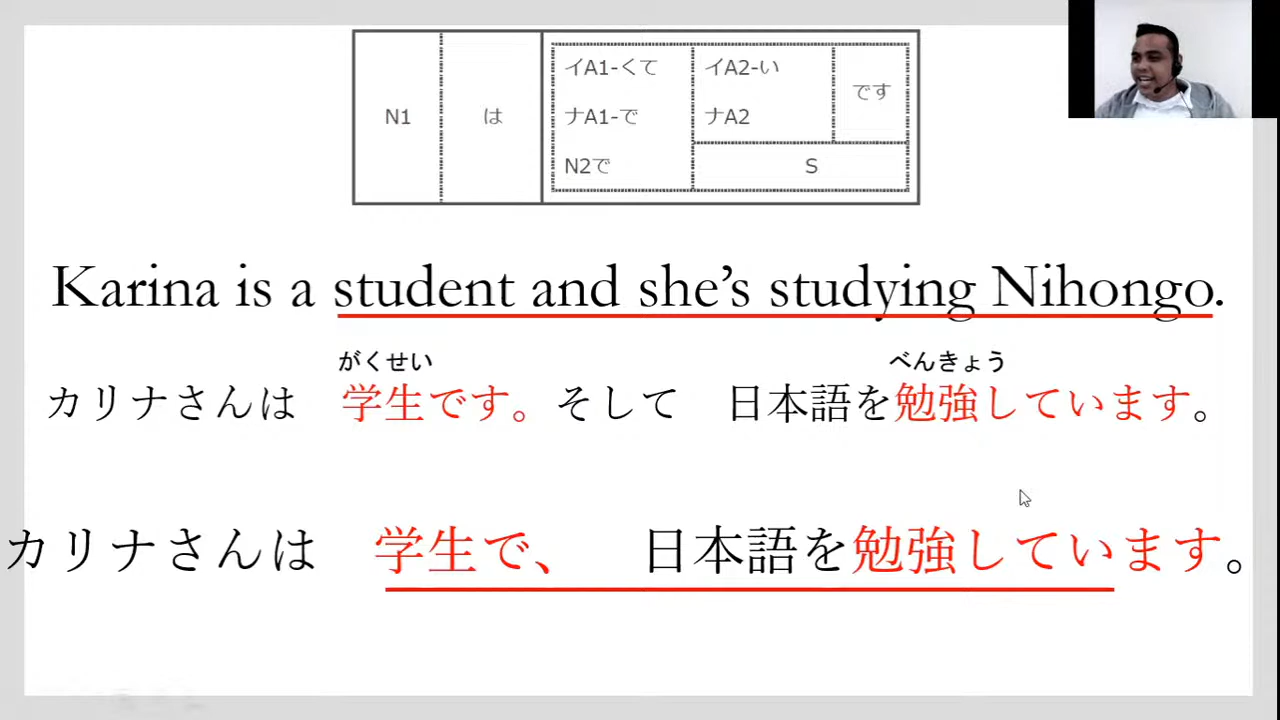 イA1-くて イA2-い
N1 は ナA1-で ナA2 です
N2で S
Karina is a student and she’s studying Nihongo.
がくせい べんきょう
カリナさんは 学生です。そして 日本語を勉強しています。
カリナさんは 学生で、 日本語を勉強しています。